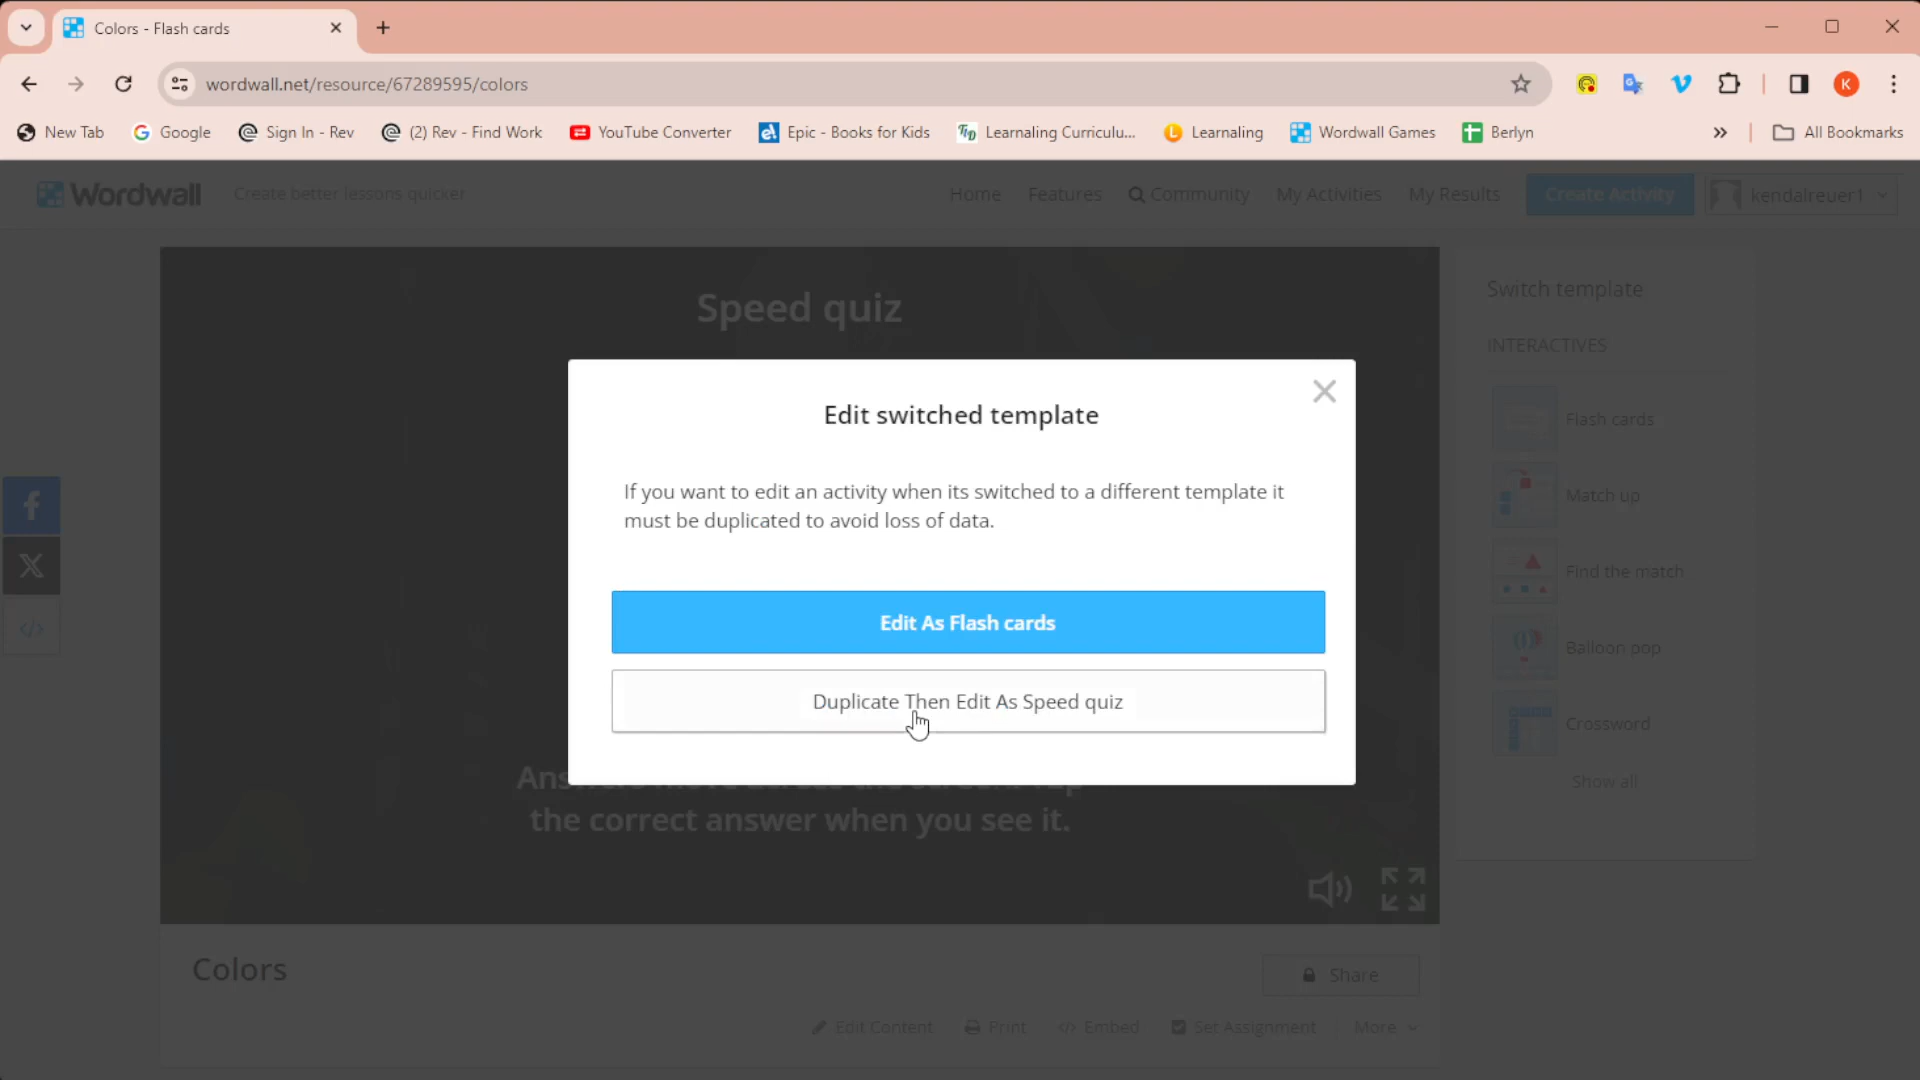 Colors - Flash cards
wordwall.net/resource/67289595/colors
K
New Tab
Google
Sign In - Rev
(2) Rev - Find Work
YouTube Converter
Epic - Books for Kids
Learnaling Curriculu...
Learnaling
Wordwall Games
Berlyn
All Bookmarks
Wordwall
Create better lessons quicker
Home
Features
Community
My Activities
My Results
Create Activity
kendalreuer1
Speed quiz
Switch template
INTERACTIVES
Flash cards
Match up
Find the match
Balloon pop
Crossword
Show all
Edit switched template
If you want to edit an activity when its switched to a different template it
must be duplicated to avoid loss of data.
Edit As Flash cards
Duplicate Then Edit As Speed quiz
the correct answer when you see it.
Colors
Share
Edit Content
Print
Embed
Set Assignment
More